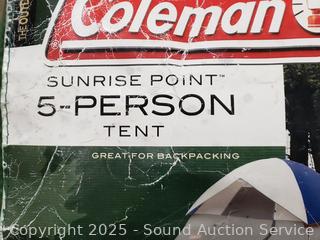 Coleman
SUNRISE POINT™
5-PERSON
TENT
GREAT FOR BACKPACKING
Copyright 2025 - Sound Auction Service